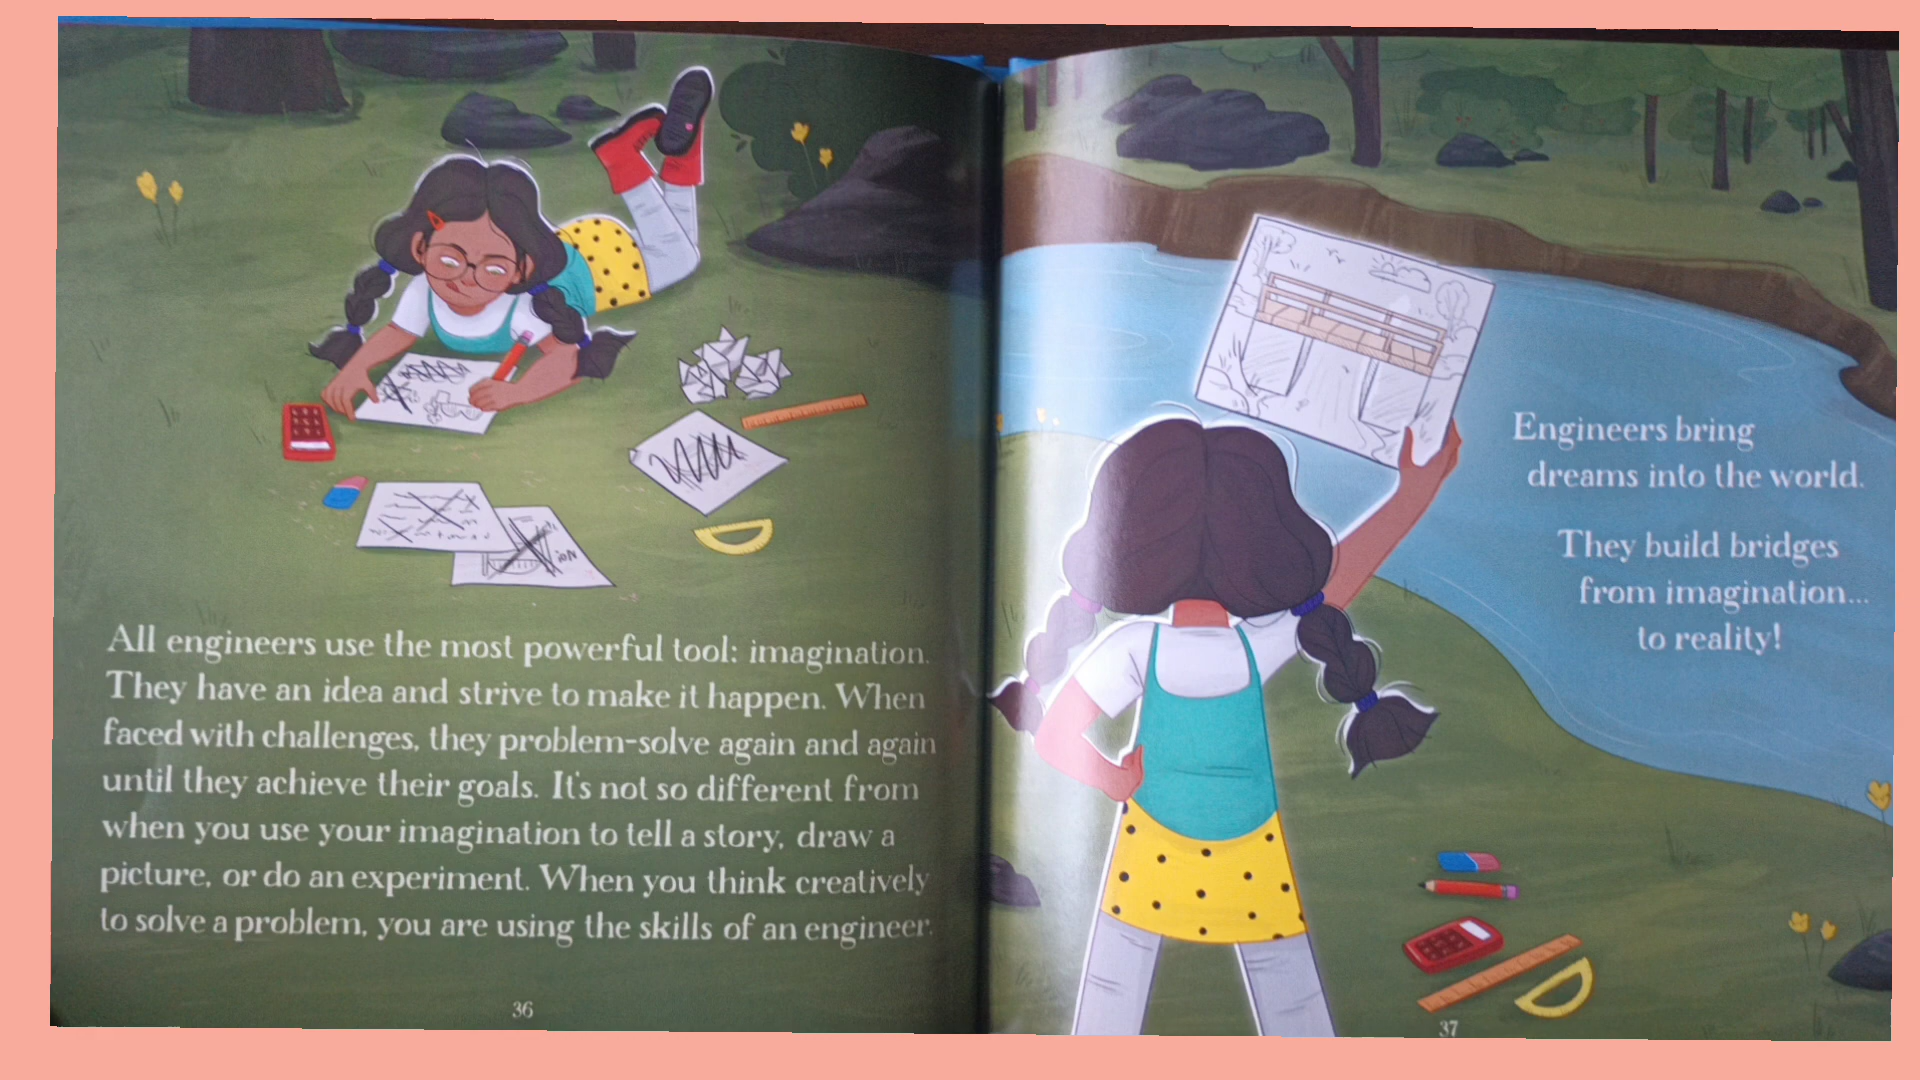 All engineers use the most powerful tool: imagination.
They have an idea and strive to make it happen. When
faced with challenges, they problem-solve again and again
until they achieve their goals. It's not so different from
when you use your imagination to tell a story, draw a
picture, or do an experiment. When you think creatively
to solve a problem, you are using the skills of an engineer.
36
Engineers bring
dreams into the world.
They build bridges
from imagination...
to reality!
37